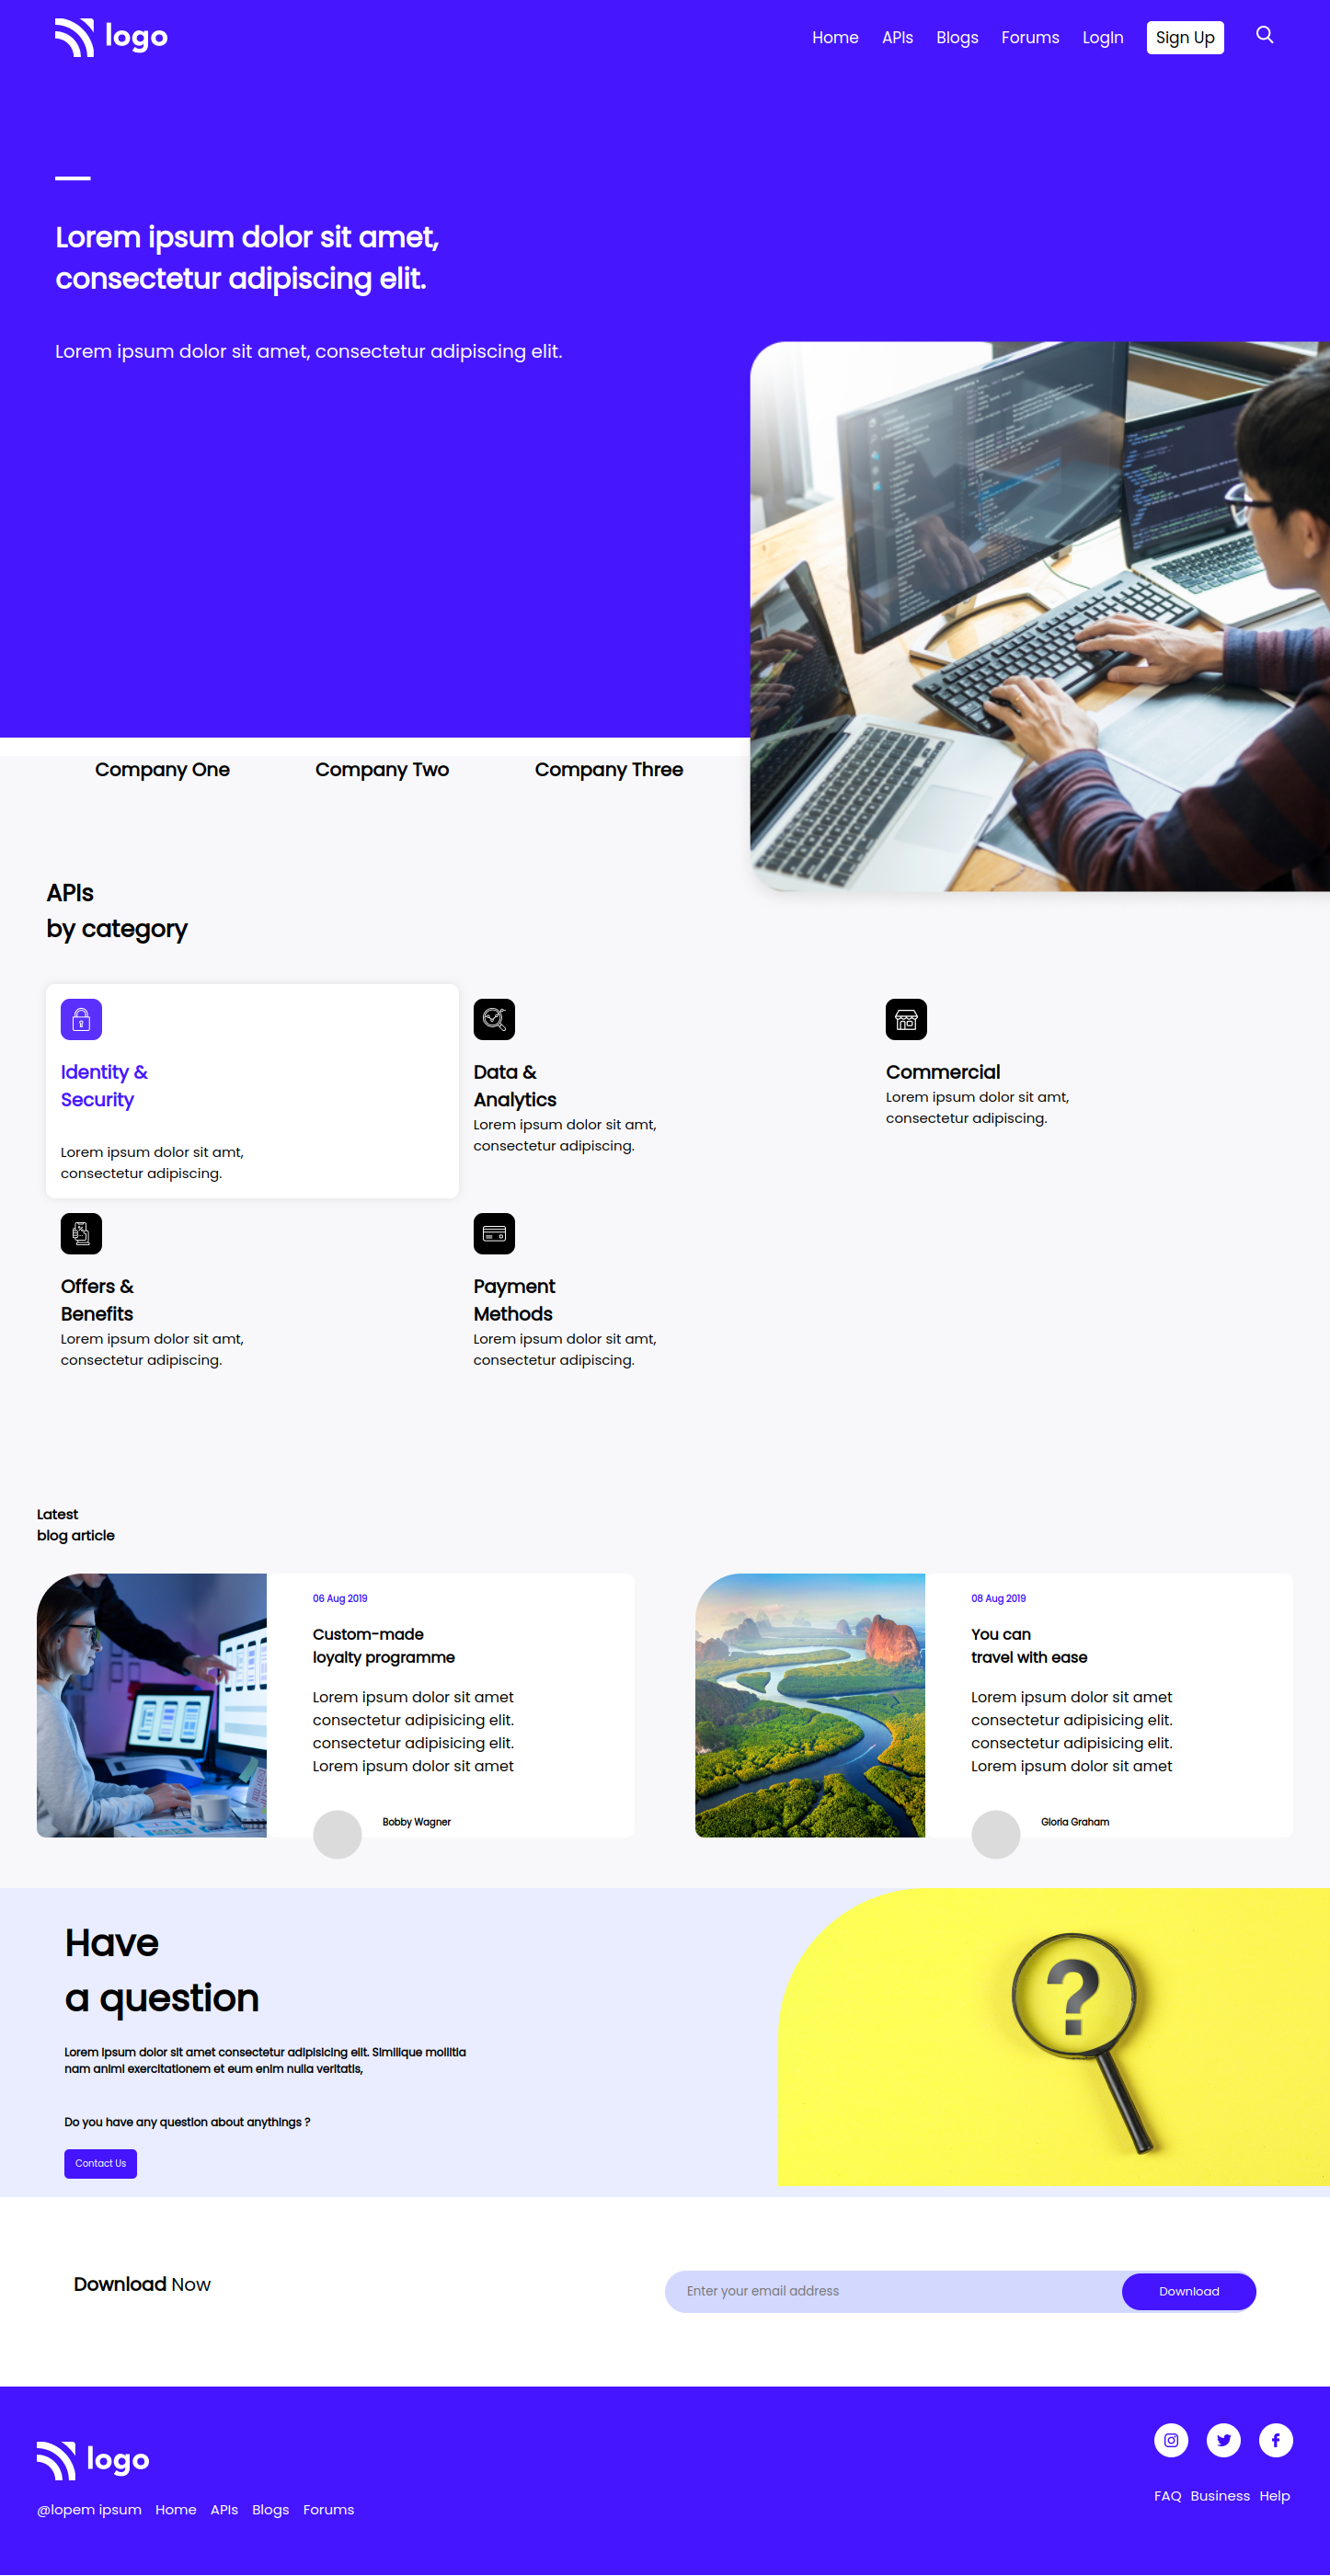 logo
Home APIs Blogs Forums LogIn Sign Up
Lorem ipsum dolor sit amet,
consectetur adipiscing elit.
Lorem ipsum dolor sit amet, consectetur adipiscing elit.
Company One Company Two Company Three
APIs
by category
Identity &
Security
Lorem ipsum dolor sit amt,
consectetur adipiscing.
Data &
Analytics
Lorem ipsum dolor sit amt,
consectetur adipiscing.
Commercial
Lorem ipsum dolor sit amt,
consectetur adipiscing.
Offers &
Benefits
Lorem ipsum dolor sit amt,
consectetur adipiscing.
Payment
Methods
Lorem ipsum dolor sit amt,
consectetur adipiscing.
Latest
blog article
06 Aug 2019
Custom-made
loyalty programme
Lorem ipsum dolor sit amet
consectetur adipisicing elit.
consectetur adipisicing elit.
Lorem ipsum dolor sit amet
Bobby Wagner
08 Aug 2019
You can
travel with ease
Lorem ipsum dolor sit amet
consectetur adipisicing elit.
consectetur adipisicing elit.
Lorem ipsum dolor sit amet
Gloria Graham
Have
a question
Lorem ipsum dolor sit amet consectetur adipisicing elit. Similique mollitia
nam animi exercitationem et eum enim nulla veritatis,
Do you have any question about anythings ?
Contact Us
?
Download Now
Enter your email address
Download
logo
@lopem ipsum Home APIs Blogs Forums
FAQ Business Help